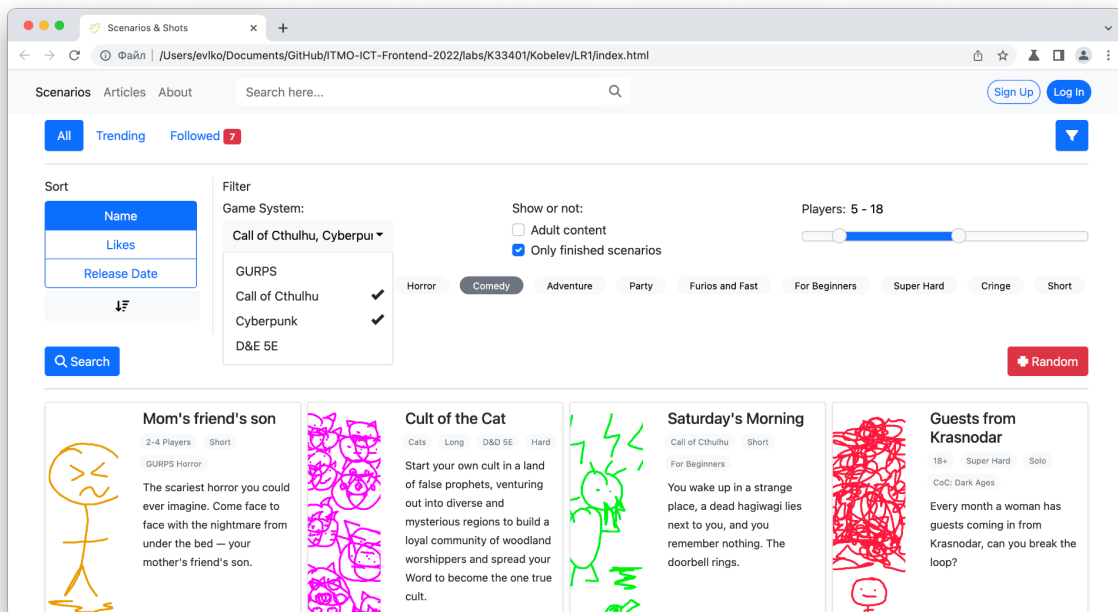 Scenarios & Shots
Файл | /Users/evlko/Documents/GitHub/ITMO-ICT-Frontend-2022/labs/K33401/Kobelev/LR1/index.html
Scenarios Articles About Search here... Sign Up Log In
All Trending Followed 7
Sort
Name
Likes
Release Date
Filter
Game System:
Call of Cthulhu, Cyberpu
GURPS
Call of Cthulhu
Cyberpunk
D&E 5E
Show or not:
Adult content
Only finished scenarios
Players: 5 - 18
Horror Comedy Adventure Party Furios and Fast For Beginners Super Hard Cringe Short
Search
Random
Mom's friend's son
2-4 Players Short
GURPS Horror
The scariest horror you could
ever imagine. Come face to
face with the nightmare from
under the bed — your
mother's friend's son.
Cult of the Cat
Cats Long D&D 5E Hard
Start your own cult in a land
of false prophets, venturing
out into diverse and
mysterious regions to build a
loyal community of woodland
worshippers and spread your
Word to become the one true
cult.
Saturday's Morning
Call of Cthulhu Short
For Beginners
You wake up in a strange
place, a dead hagiwagi lies
next to you, and you
remember nothing. The
doorbell rings.
Guests from
Krasnodar
18+ Super Hard Solo
CoC: Dark Ages
Every month a woman has
guests coming in from
Krasnodar, can you break the
loop?